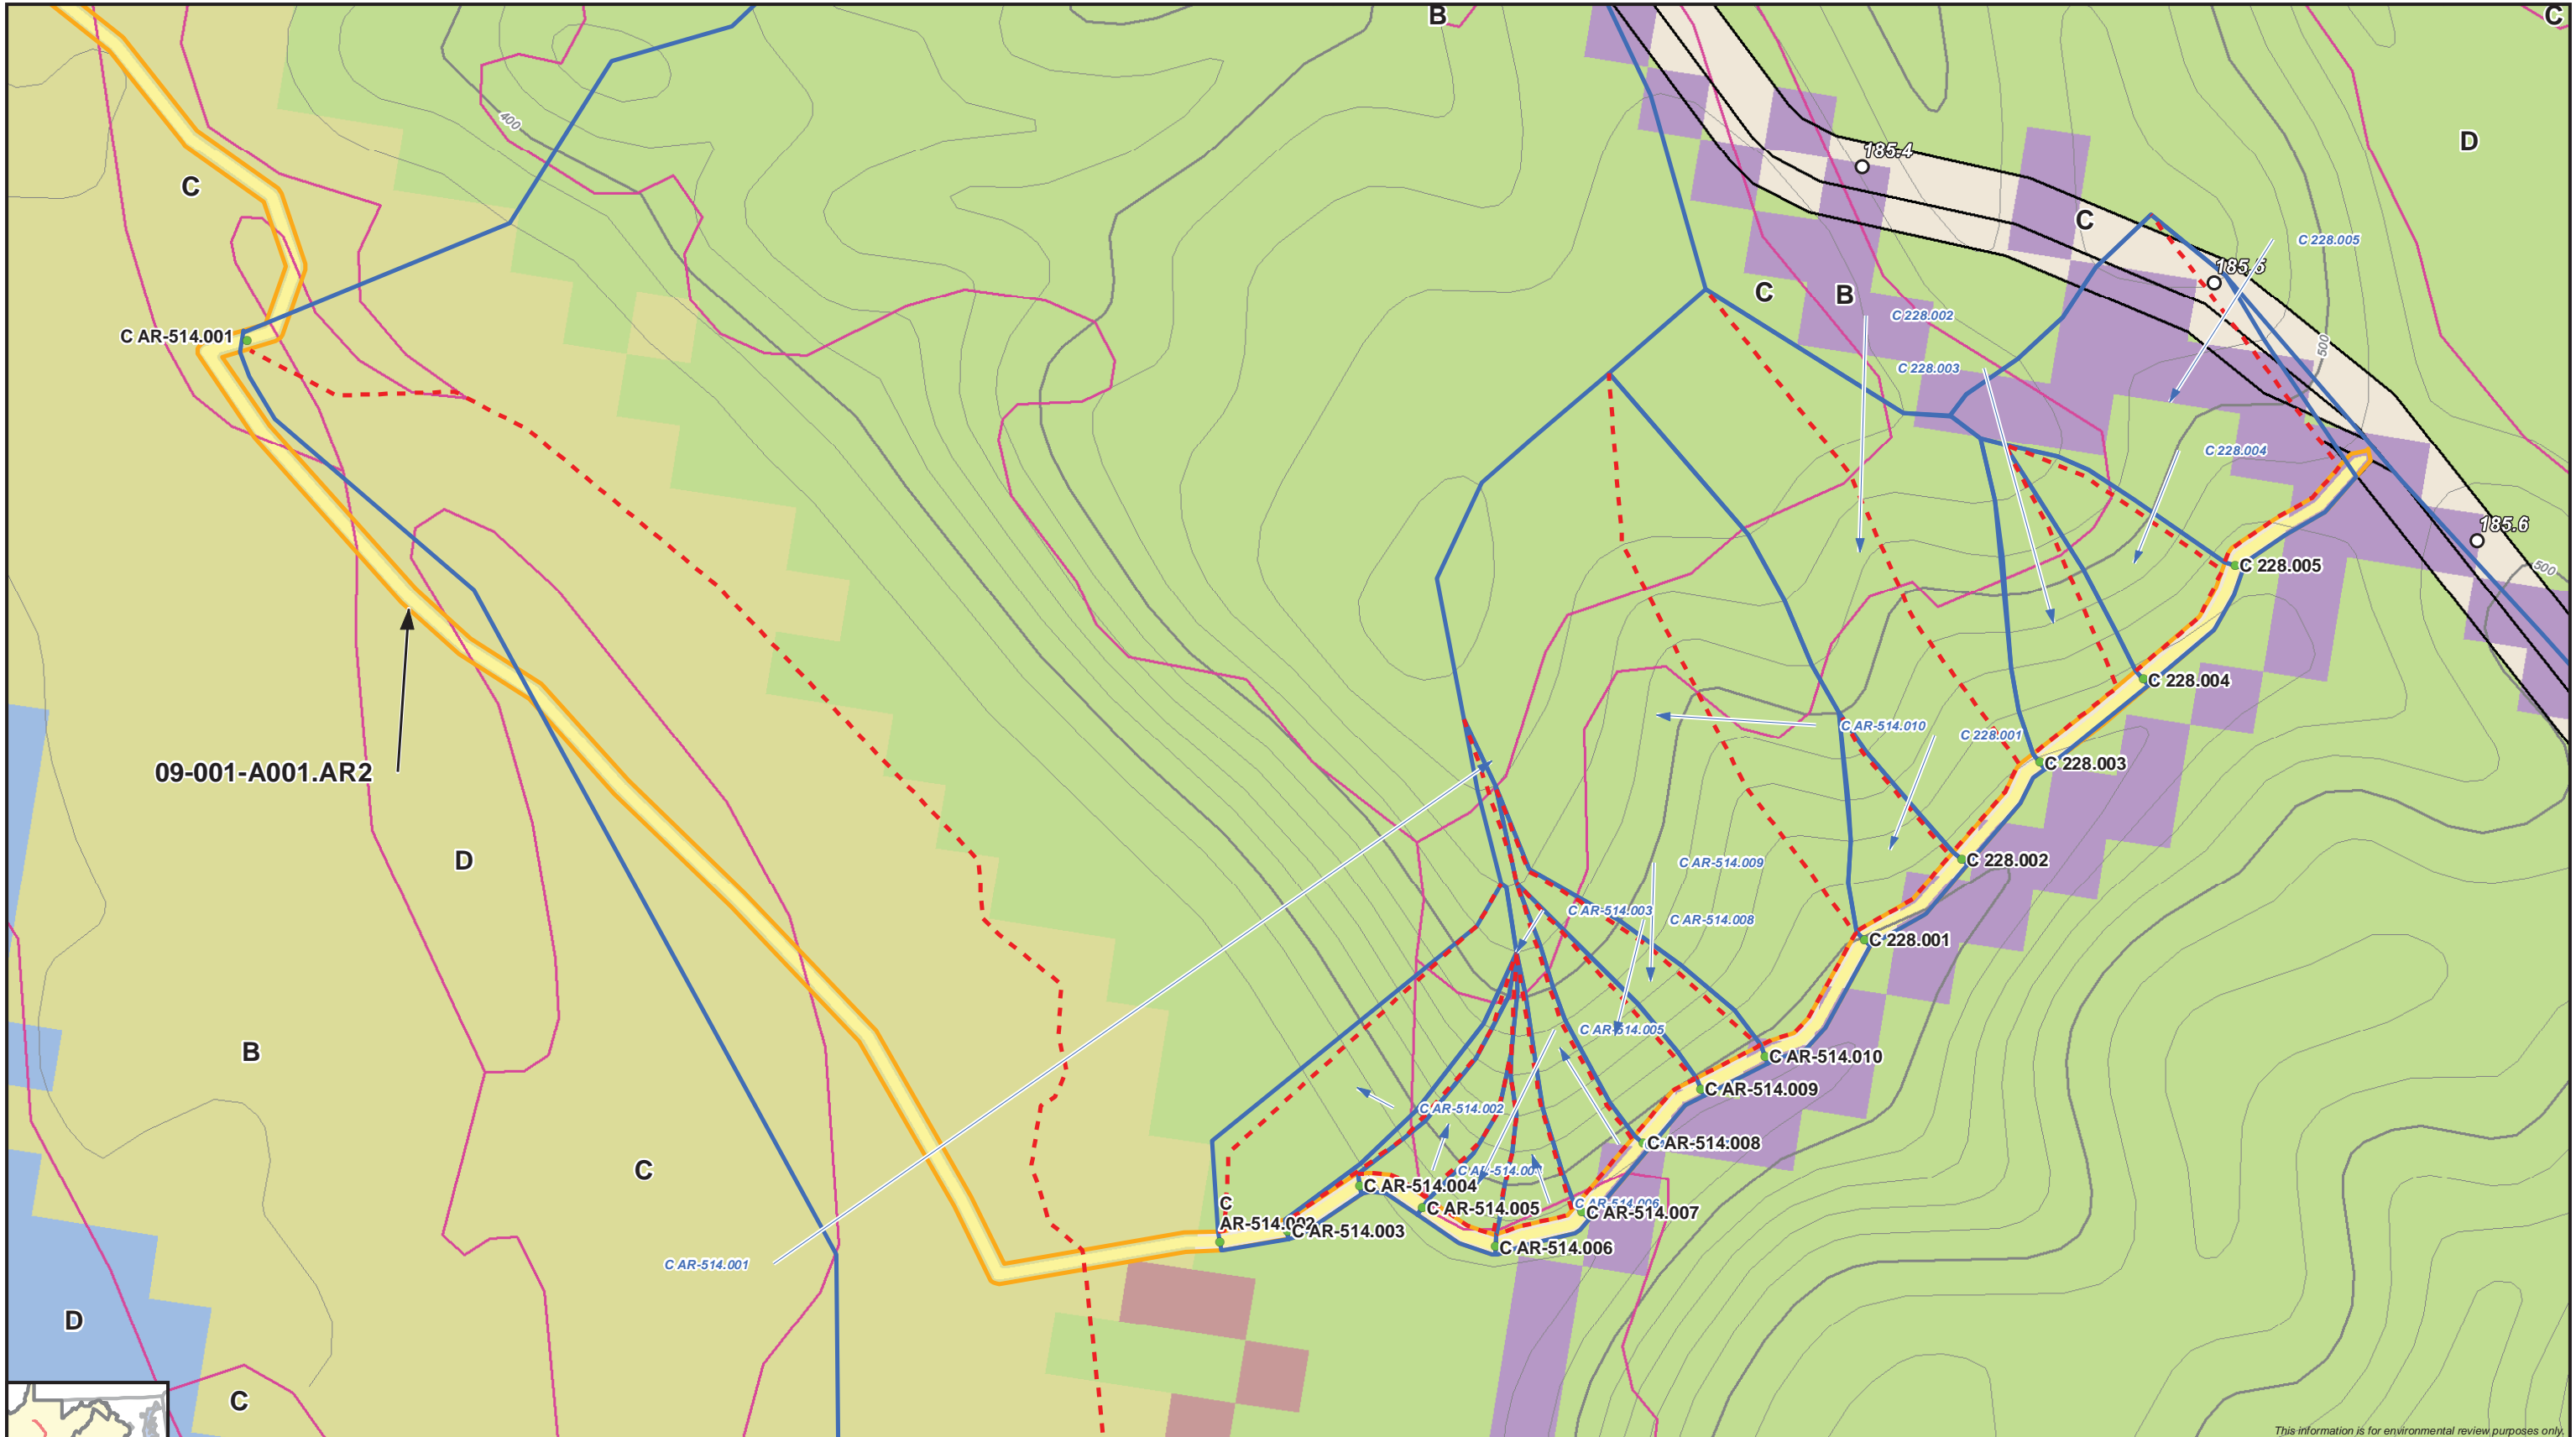 B
C
400
D
185.4
C
C
C 228.005
185.5
C
B
C 228.002
C AR-514.001
500
C 228.003
C 228.004
185.6
C 228.005
500
C 228.004
C AR-514.010
C 228.001
C 228.003
09-001-A001.AR2
D
C AR-514.009
C 228.002
C AR-514.003
C AR-514.008
C 228.001
C AR-514.005
B
C AR-514.010
C AR-514.009
C AR-514.002
C AR-514.008
C
C AR-514.004
C
AR-514.002
C AR-514.005
C AR-514.006
C AR-514.007
C AR-514.003
C AR-514.006
C AR-514.001
D
C
This information is for environmental review purposes only.